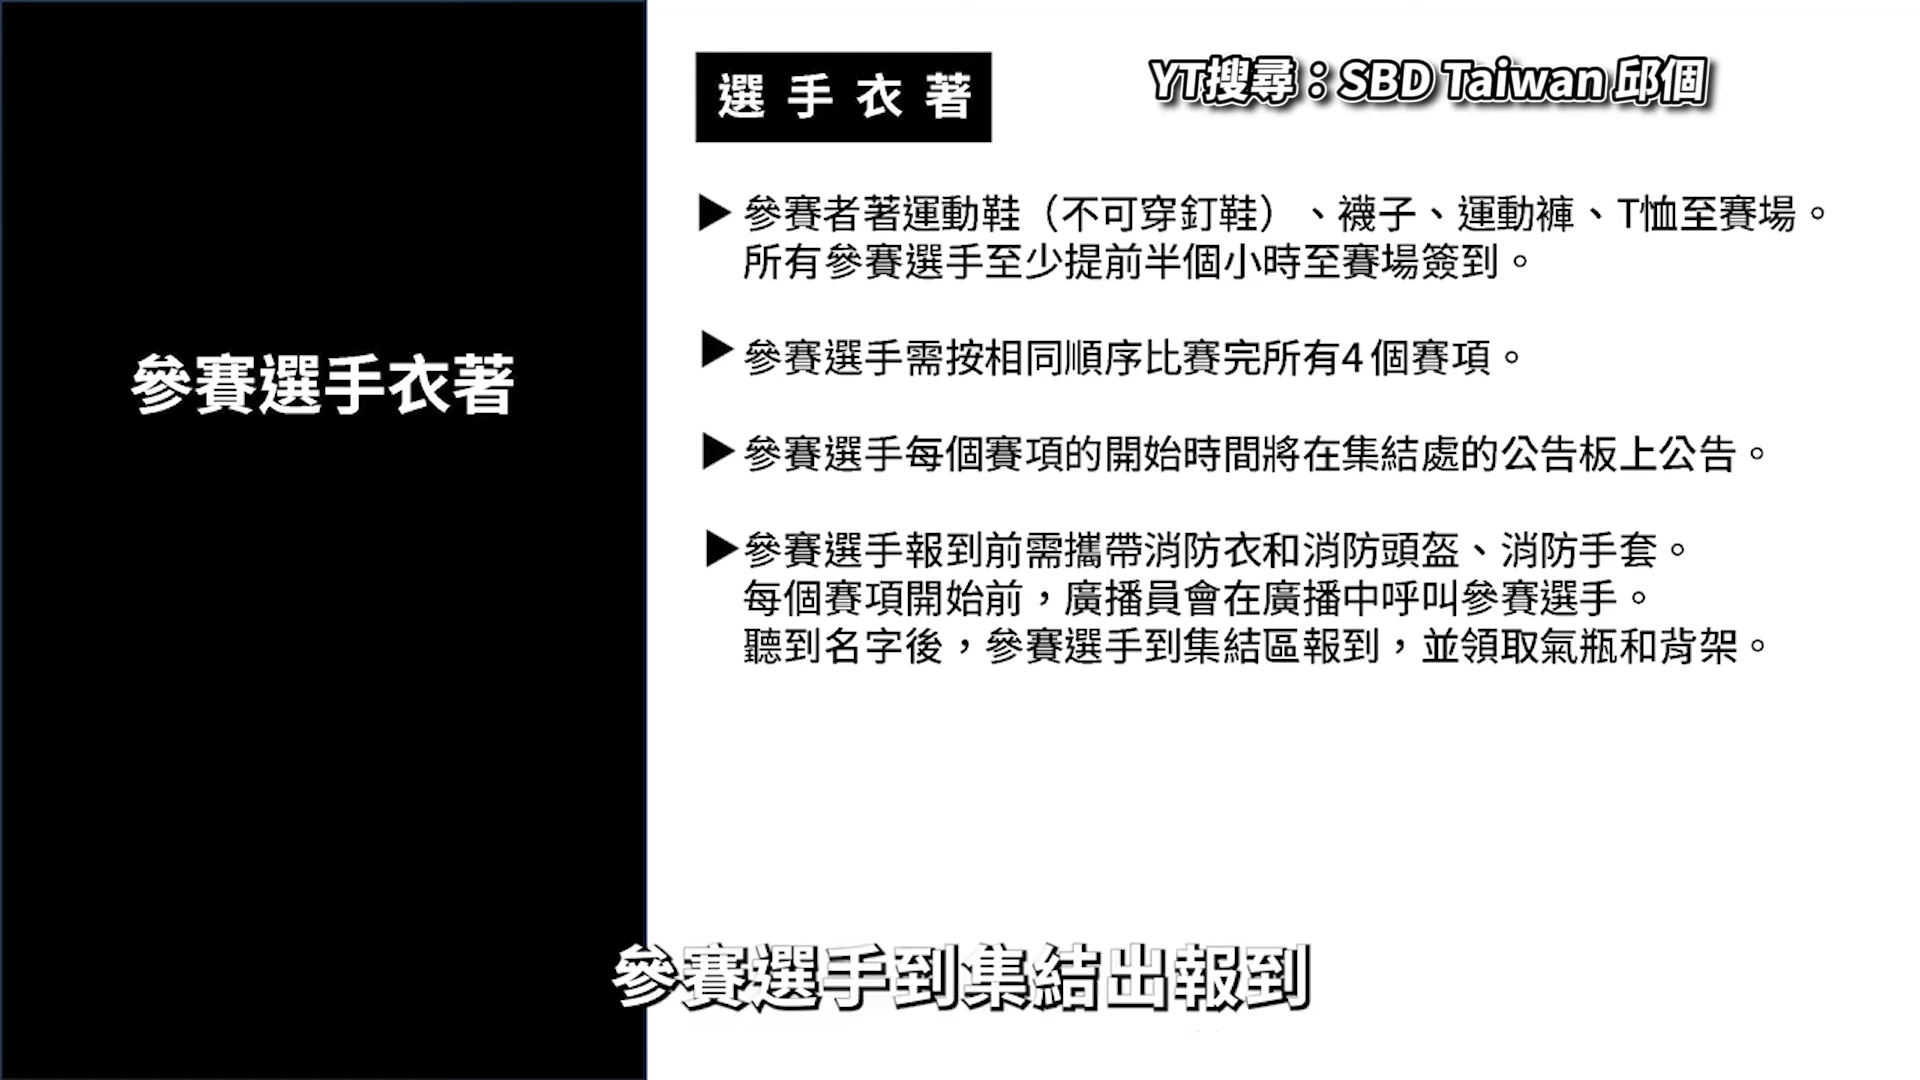 參賽選手衣著
選手衣著
YT搜尋：SBD Taiwan 邱個
▶ 參賽者著運動鞋（不可穿釘鞋）、襪子、運動褲、T恤至賽場。
所有參賽選手至少提前半個小時至賽場簽到。
▶ 參賽選手需按相同順序比賽完所有4個賽項。
▶ 參賽選手每個賽項的開始時間將在集結處的公告板上公告。
▶ 參賽選手報到前需攜帶消防衣和消防頭盔、消防手套。
每個賽項開始前，廣播員會在廣播中呼叫參賽選手。
聽到名字後，參賽選手到集結區報到，並領取氣瓶和背架。
參賽選手到集結出報到